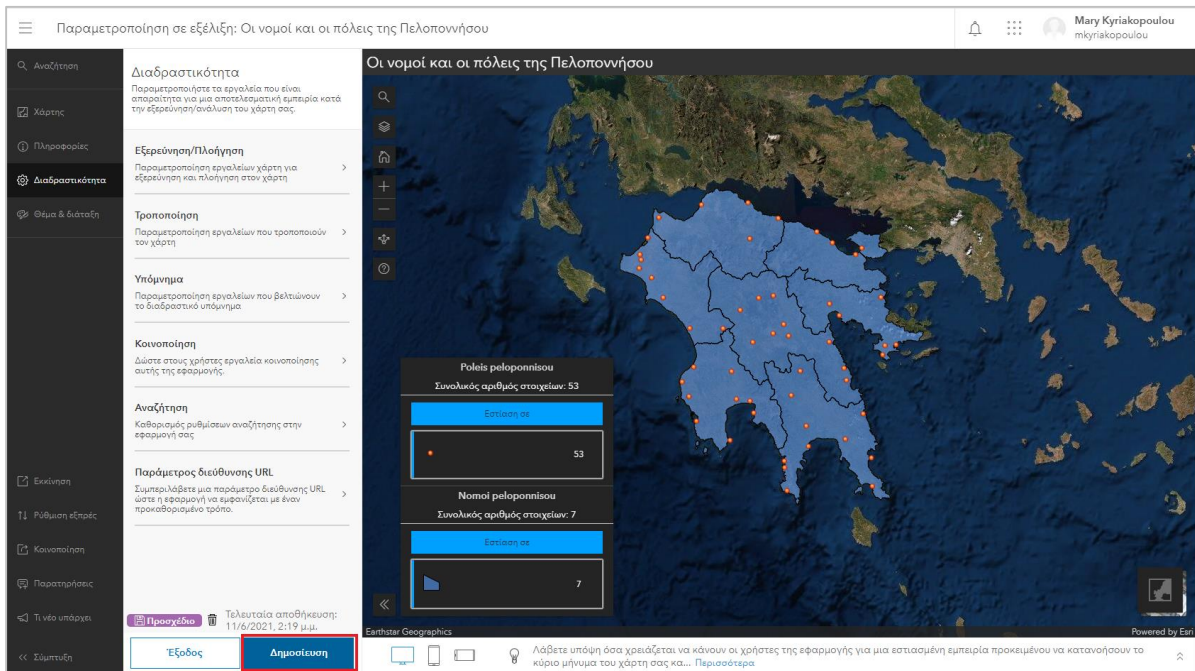 Παραμετροποίηση σε εξέλιξη: Οι νομοί και οι πόλεις της Πελοποννήσου
Mary Kyriakopoulou
mkyriakopoulou
Αναζήτηση
Χάρτης
Πληροφορίες
Διαδραστικότητα
Θέμα & διάταξη
Εκκίνηση
Ρύθμιση εξπρές
Κοινοποίηση
Παρατηρήσεις
Τι νέο υπάρχει
Σύμπτυξη
Διαδραστικότητα
Παραμετροποιήστε τα εργαλεία που είναι
απαραίτητα για μια αποτελεσματική εμπειρία κατά
την εξερεύνηση/ανάλυση του χάρτη σας.
Εξερεύνηση/Πλοήγηση
Παραμετροποίηση εργαλείων χάρτη για
εξερεύνηση και πλοήγηση στον χάρτη
Τροποποίηση
Παραμετροποίηση εργαλείων που τροποποιούν
τον χάρτη
Υπόμνημα
Παραμετροποίηση εργαλείων που βελτιώνουν
το διαδραστικό υπόμνημα
Κοινοποίηση
Δώστε στους χρήστες εργαλεία κοινοποίησης
αυτής της εφαρμογής.
Αναζήτηση
Καθορισμός ρυθμίσεων αναζήτησης στην
εφαρμογή σας
Παράμετρος διεύθυνσης URL
Συμπεριλάβετε μια παράμετρο διεύθυνσης URL
ώστε η εφαρμογή να εμφανίζεται με έναν
προκαθορισμένο τρόπο.
Προσχέδιο
Τελευταία αποθήκευση:
11/6/2021, 2:19 μ.μ.
Έξοδος
Δημοσίευση
Οι νομοί και οι πόλεις της Πελοποννήσου
Poleis peloponnisou
Συνολικός αριθμός στοιχείων: 53
Εστίαση σε
53
Nomoi peloponnisou
Συνολικός αριθμός στοιχείων: 7
Εστίαση σε
7
Earthstar Geographics
Powered by Esri
Λάβετε υπόψη όσα χρειάζεται να κάνουν οι χρήστες της εφαρμογής για μια εστιασμένη εμπειρία προκειμένου να κατανοήσουν το
κύριο μήνυμα του χάρτη σας κα... Περισσότερα